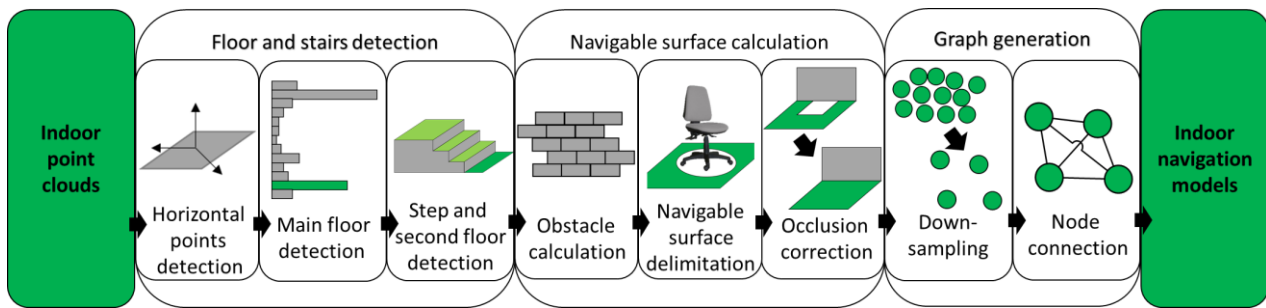 Indoor
point
clouds
Floor and stairs detection
Horizontal
points
detection
Main floor
detection
Step and
second floor
detection
Navigable surface calculation
Obstacle
calculation
Navigable
surface
delimitation
Occlusion
correction
Graph generation
Down-
sampling
Node
connection
Indoor
navigation
models